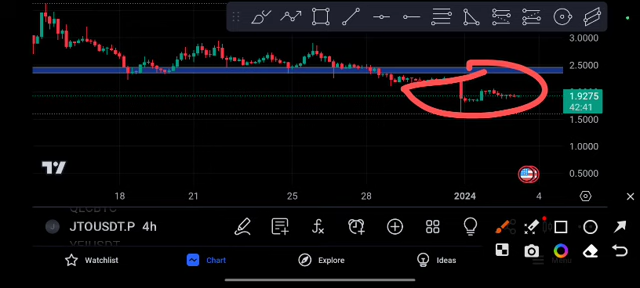 3.0000
2.5000
1.9275
42:41
1.5000
1.0000
0.5000
18 21 25 28 2024 4
JTOUSDT.P 4h
Watchlist Chart Explore Ideas